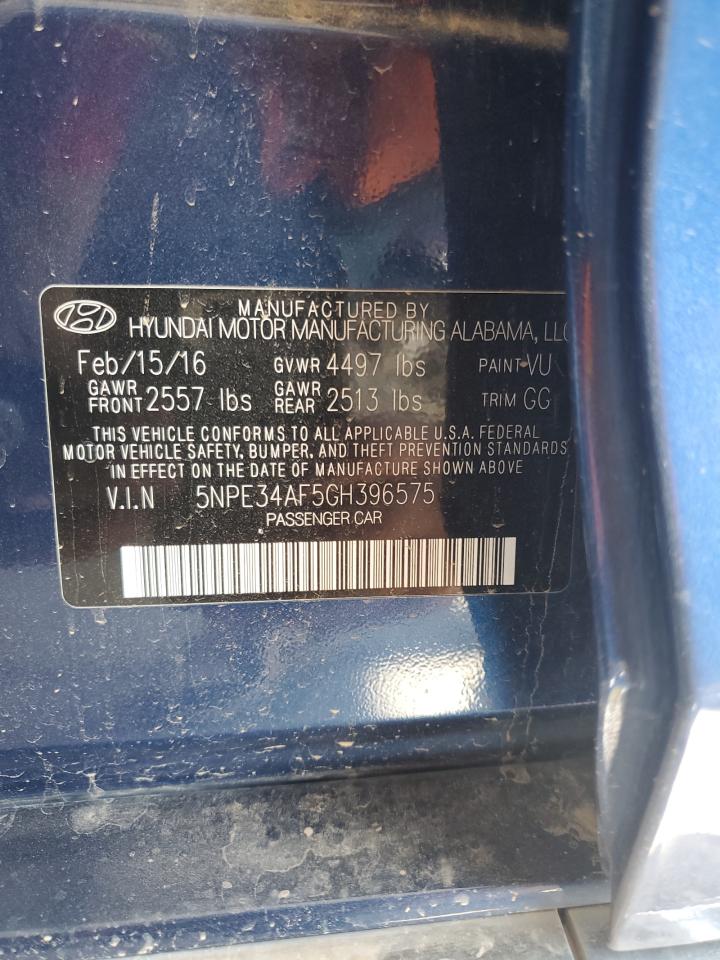 MANUFACTURED BY
HYUNDAI MOTOR MANUFACTURING ALABAMA, LLC
Feb/15/16 GVWR 4497 lbs PAINT VU
GAWR FRONT 2557 lbs GAWR REAR 2513 lbs TRIM GG
THIS VEHICLE CONFORMS TO ALL APPLICABLE U.S.A. FEDERAL
MOTOR VEHICLE SAFETY, BUMPER, AND THEFT PREVENTION STANDARDS
IN EFFECT ON THE DATE OF MANUFACTURE SHOWN ABOVE.
V.I.N 5NPE34AF5GH396575
PASSENGER CAR